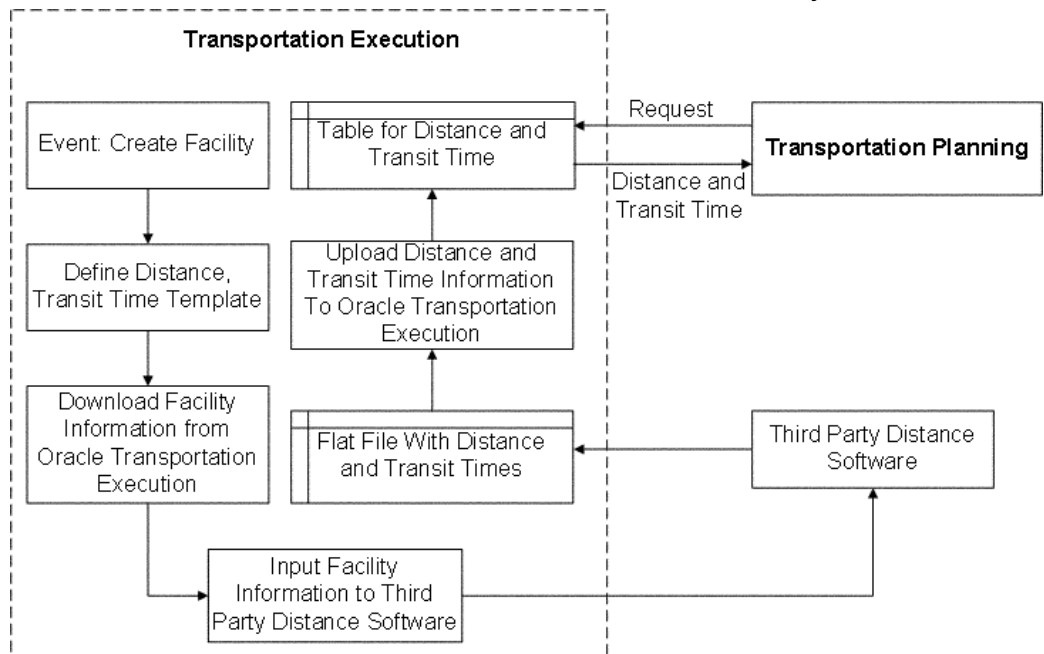 Transportation Execution
Event: Create Facility
Table for Distance and
Transit Time
Request
Transportation Planning
Distance and
Transit Time
Define Distance,
Transit Time Template
Upload Distance and
Transit Time Information
To Oracle Transportation
Execution
Download Facility
Information from
Oracle Transportation
Execution
Flat File With Distance
and Transit Times
Third Party Distance
Software
Input Facility
Information to Third
Party Distance Software